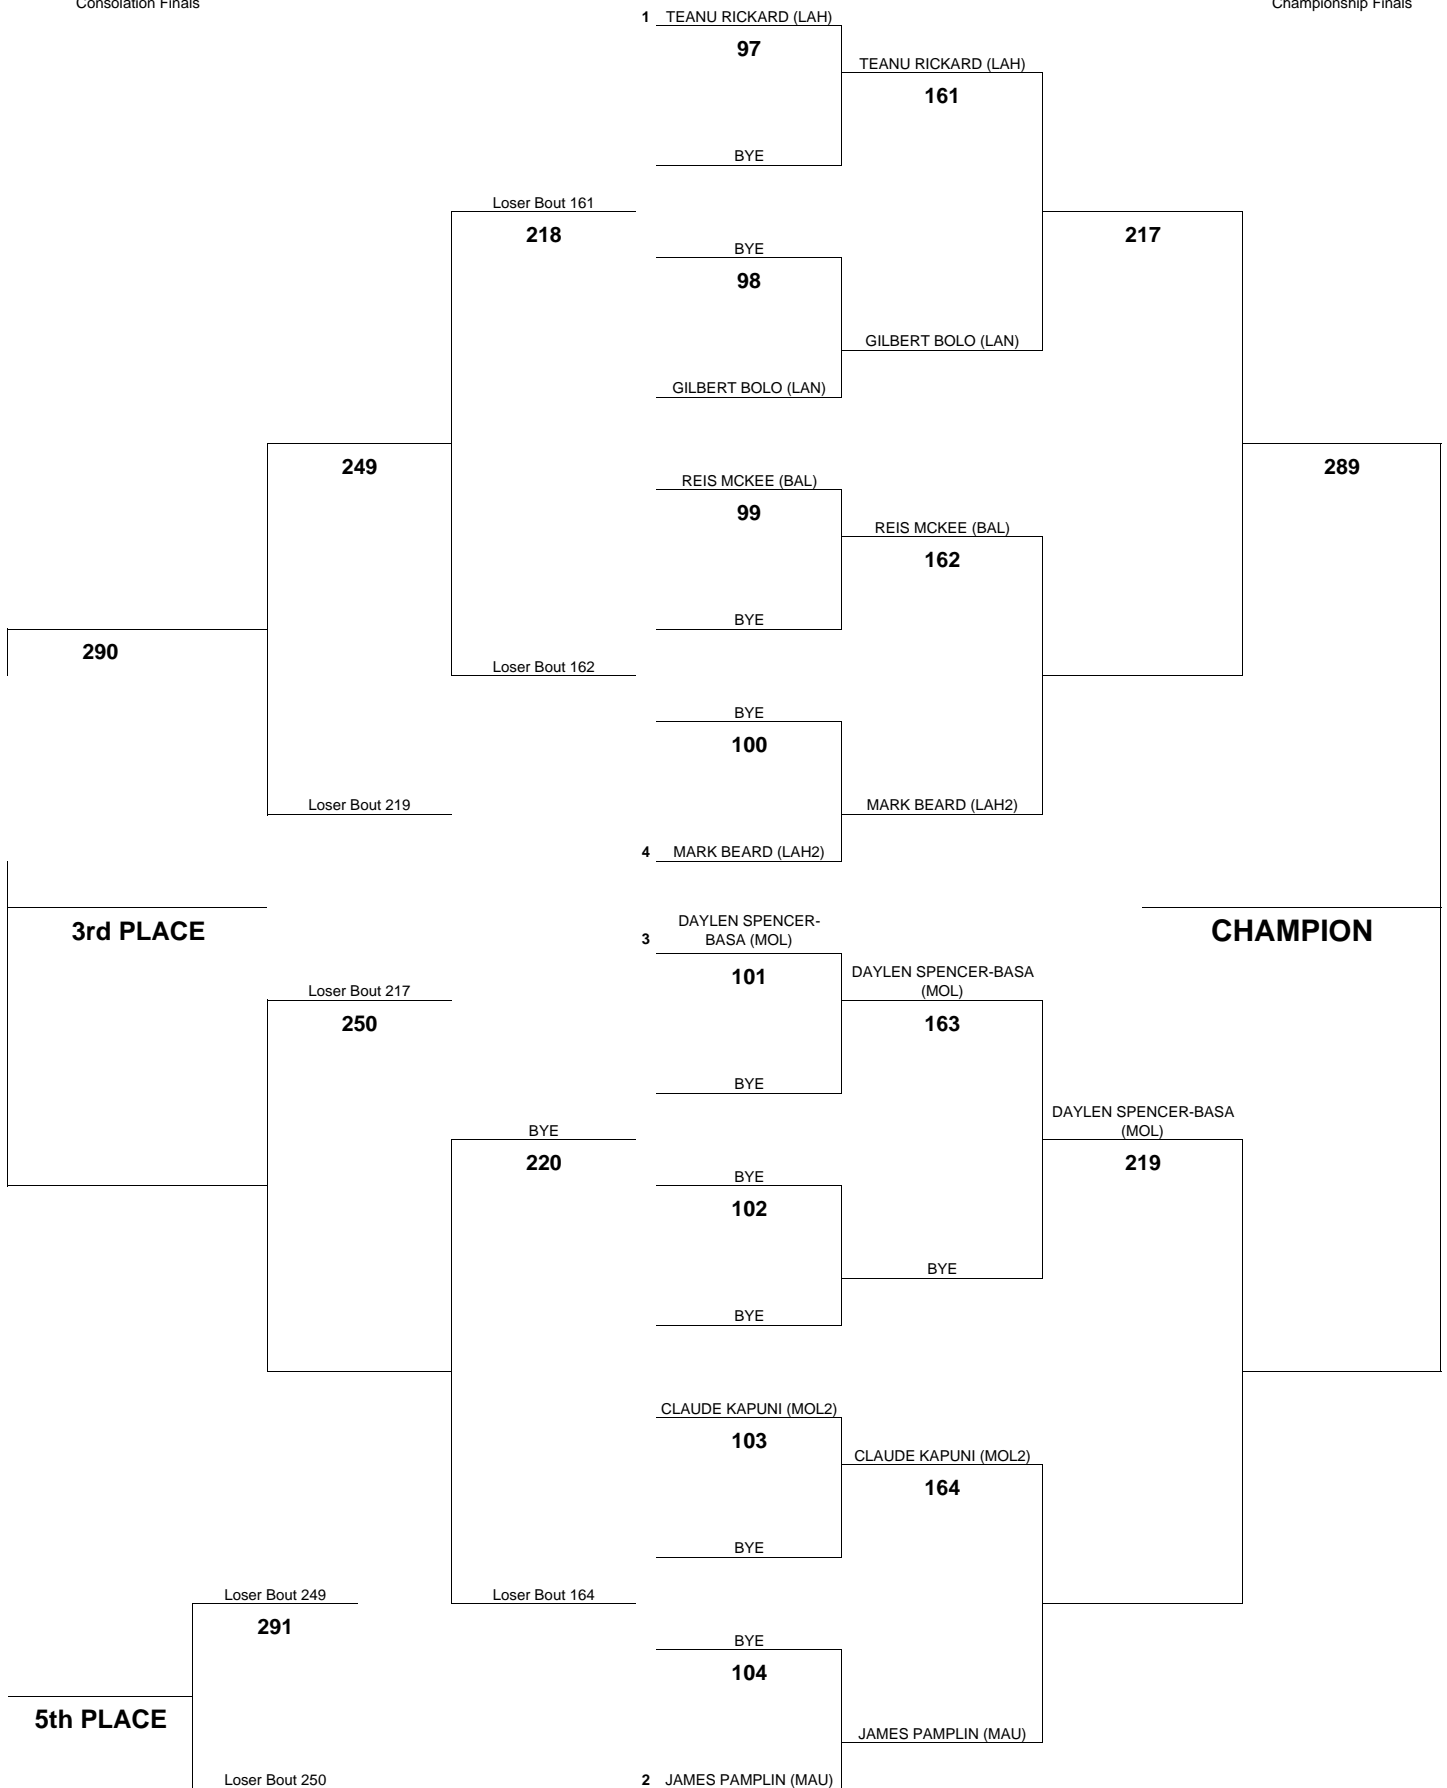 Consolation Finals
Championship Finals
1 TEANU RICKARD (LAH)
97
TEANU RICKARD (LAH)
161
BYE
Loser Bout 161
218
217
BYE
98
GILBERT BOLO (LAN)
GILBERT BOLO (LAN)
249
289
REIS MCKEE (BAL)
99
REIS MCKEE (BAL)
162
BYE
290
Loser Bout 162
BYE
100
Loser Bout 219
MARK BEARD (LAH2)
4 MARK BEARD (LAH2)
3rd PLACE
CHAMPION
DAYLEN SPENCER-
3 BASA (MOL)
101
DAYLEN SPENCER-BASA
(MOL)
163
Loser Bout 217
250
BYE
DAYLEN SPENCER-BASA
(MOL)
219
BYE
220
BYE
102
BYE
BYE
CLAUDE KAPUNI (MOL2)
103
CLAUDE KAPUNI (MOL2)
164
BYE
Loser Bout 249
291
Loser Bout 164
BYE
104
5th PLACE
JAMES PAMPLIN (MAU)
Loser Bout 250
2 JAMES PAMPLIN (MAU)